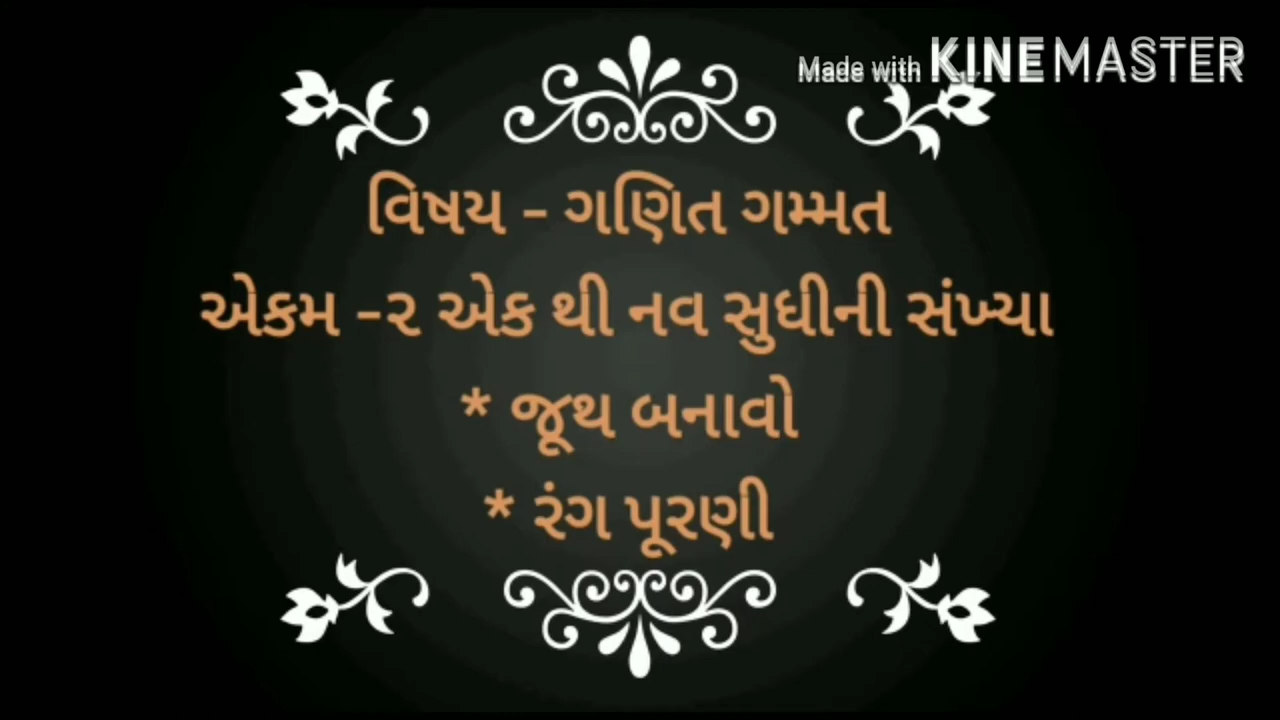 Made with KINEMASTER
વિષય - ગણિત ગમ્મત
એકમ -૨ એક થી નવ સુધીની સંખ્યા
* જૂથ બનાવો
* રંગ પૂરણી